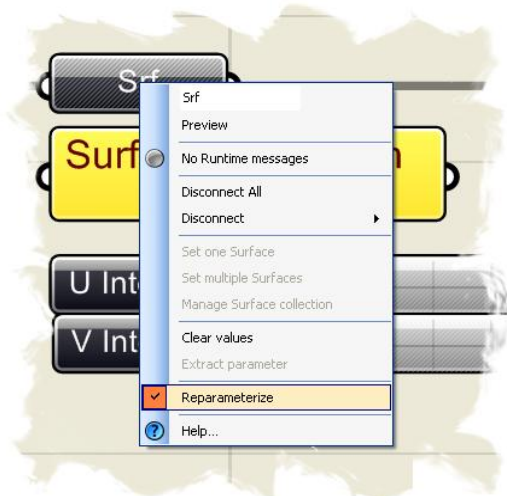 Srf
Srf
Preview
No Runtime messages
Disconnect All
Disconnect
Set one Surface
Set multiple Surfaces
Manage Surface collection
Clear values
Extract parameter
Reparameterize
Help...
U Int
V Int